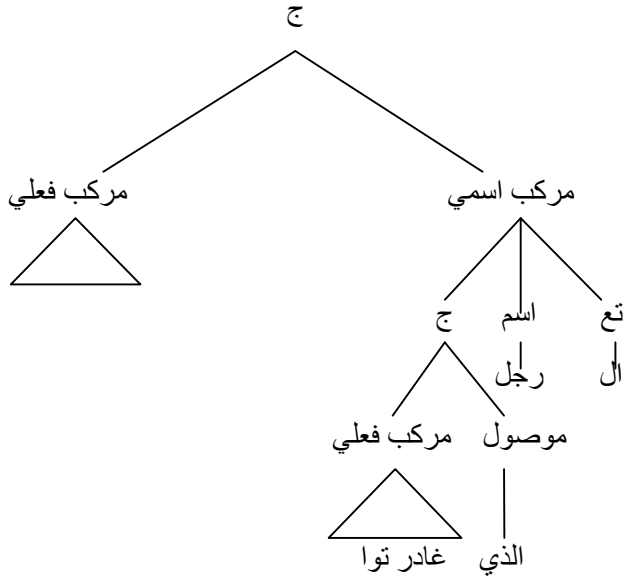 ج
مركب اسمي مركب فعلي
تع اسم ج
ال رجل
موصول مركب فعلي
الذي غادر توا